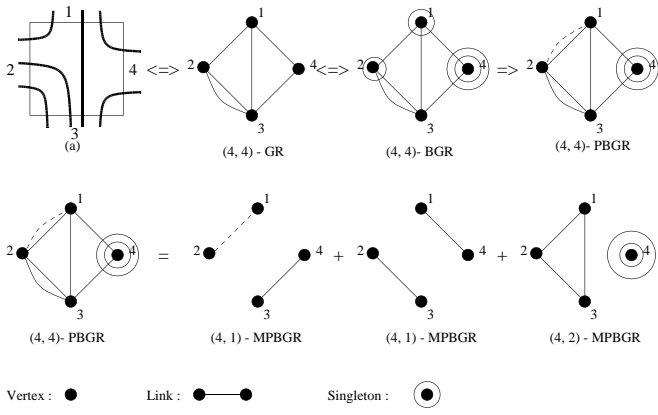 1 1 1 1
2 4 <=> 2 4 <=> 2 4 => 2 4
3 3 3 3
(a) (4, 4) - GR (4, 4)- BGR (4, 4)- PBGR
1 1 1 1
2 4 = 2 4 + 2 4 + 2 4
3 3 3 3
(4, 4)- PBGR (4, 1) - MPBGR (4, 1) - MPBGR (4, 2) - MPBGR
Vertex : Link : Singleton :